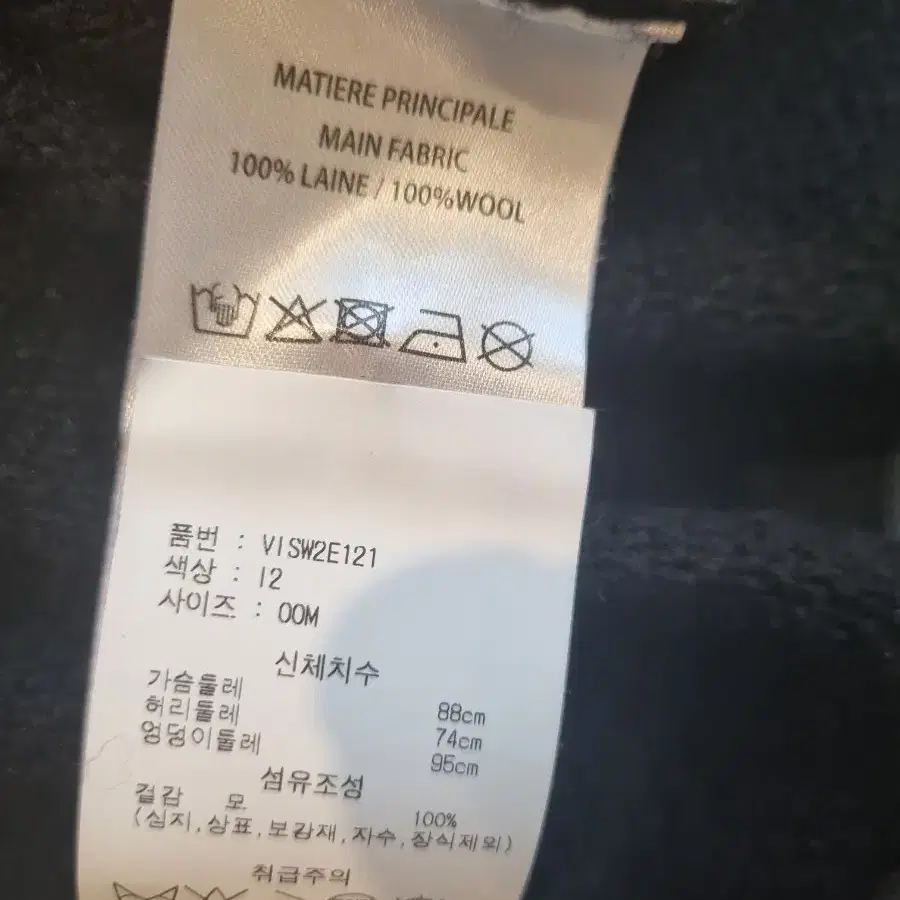 MATIERE PRINCIPALE
MAIN FABRIC
100% LAINE / 100%WOOL
품번 : VISW2E121
색상 : I2
사이즈 : 00M
신체치수
가슴둘레 88cm
허리둘레 74cm
엉덩이둘레 95cm
섬유조성
겉감 모 100%
(심지,상표,보강재,자수,장식제외)
취급주의